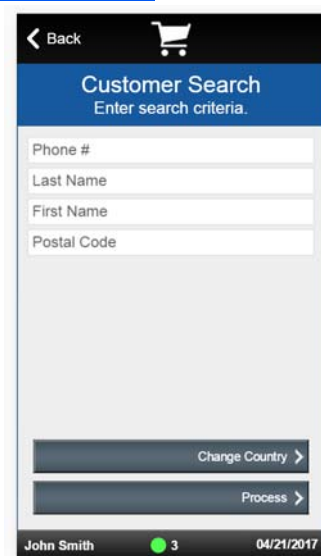 Back
Customer Search
Enter search criteria.
Phone #
Last Name
First Name
Postal Code
Change Country
Process
John Smith 3 04/21/2017